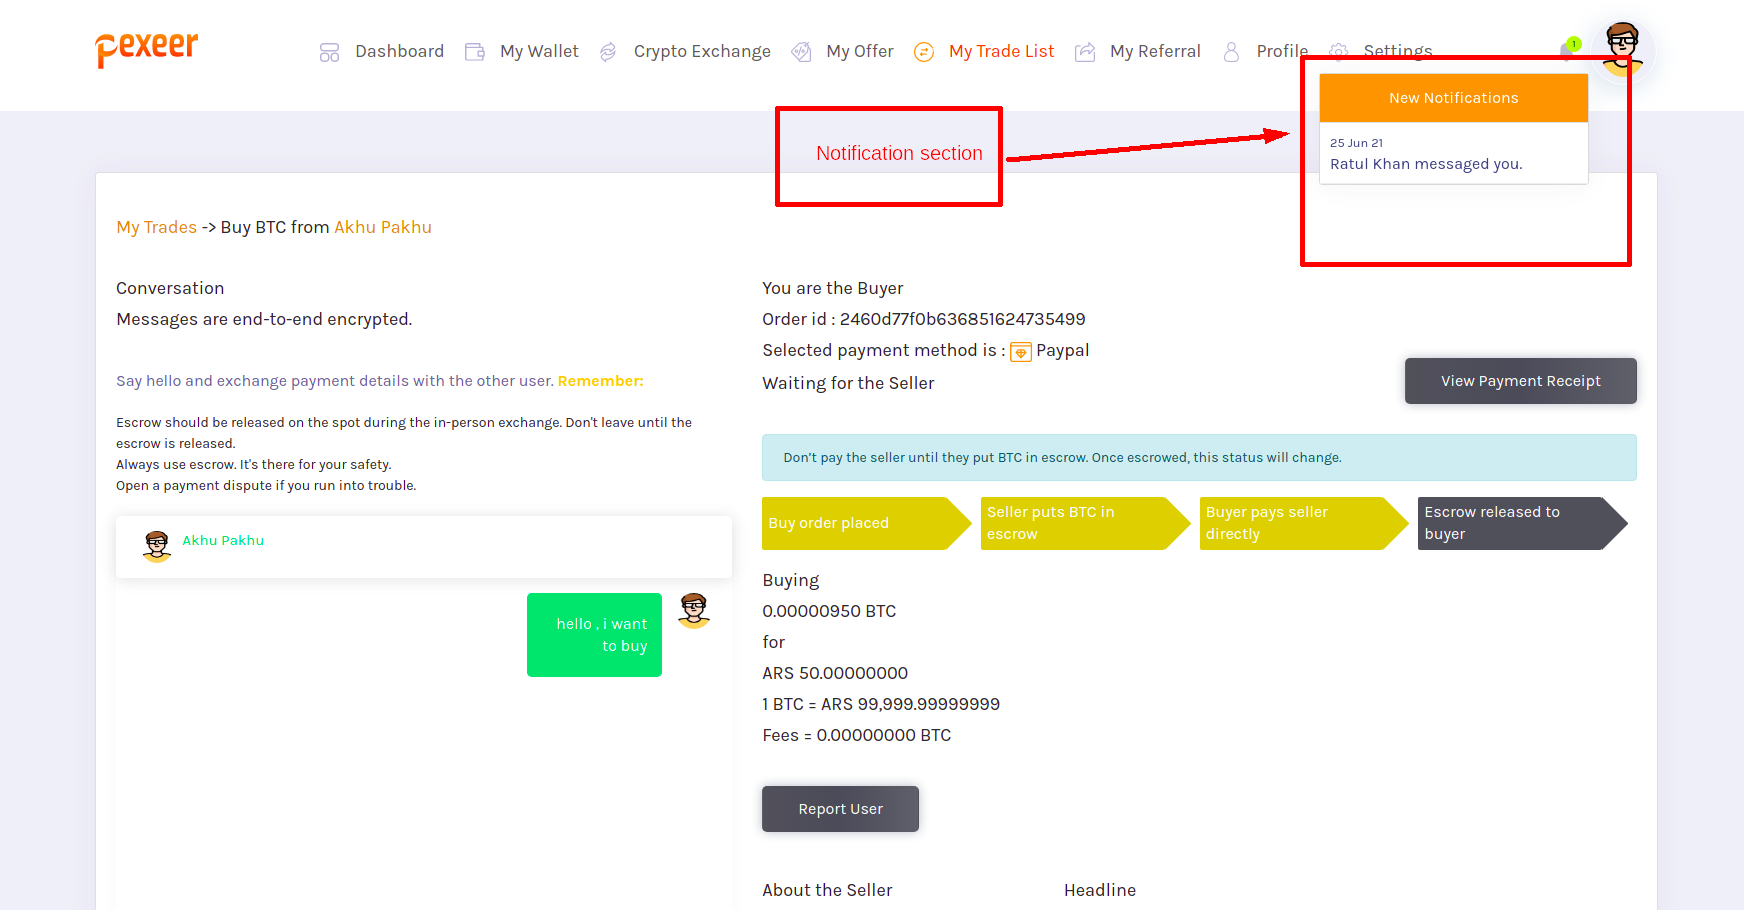 pexeer
Dashboard
My Wallet
Crypto Exchange
My Offer
My Trade List
My Referral
Profile
Settings
1
New Notifications
25 Jun 21
Ratul Khan messaged you.
Notification section
My Trades -> Buy BTC from Akhu Pakhu
Conversation
Messages are end-to-end encrypted.
Say hello and exchange payment details with the other user. Remember:
Escrow should be released on the spot during the in-person exchange. Don't leave until the
escrow is released.
Always use escrow. It's there for your safety.
Open a payment dispute if you run into trouble.
Akhu Pakhu
hello , i want
to buy
You are the Buyer
Order id : 2460d77f0b636851624735499
Selected payment method is : Paypal
Waiting for the Seller
View Payment Receipt
Don’t pay the seller until they put BTC in escrow. Once escrowed, this status will change.
Buy order placed
Seller puts BTC in
escrow
Buyer pays seller
directly
Escrow released to
buyer
Buying
0.00000950 BTC
for
ARS 50.00000000
1 BTC = ARS 99,999.99999999
Fees = 0.00000000 BTC
Report User
About the Seller
Headline